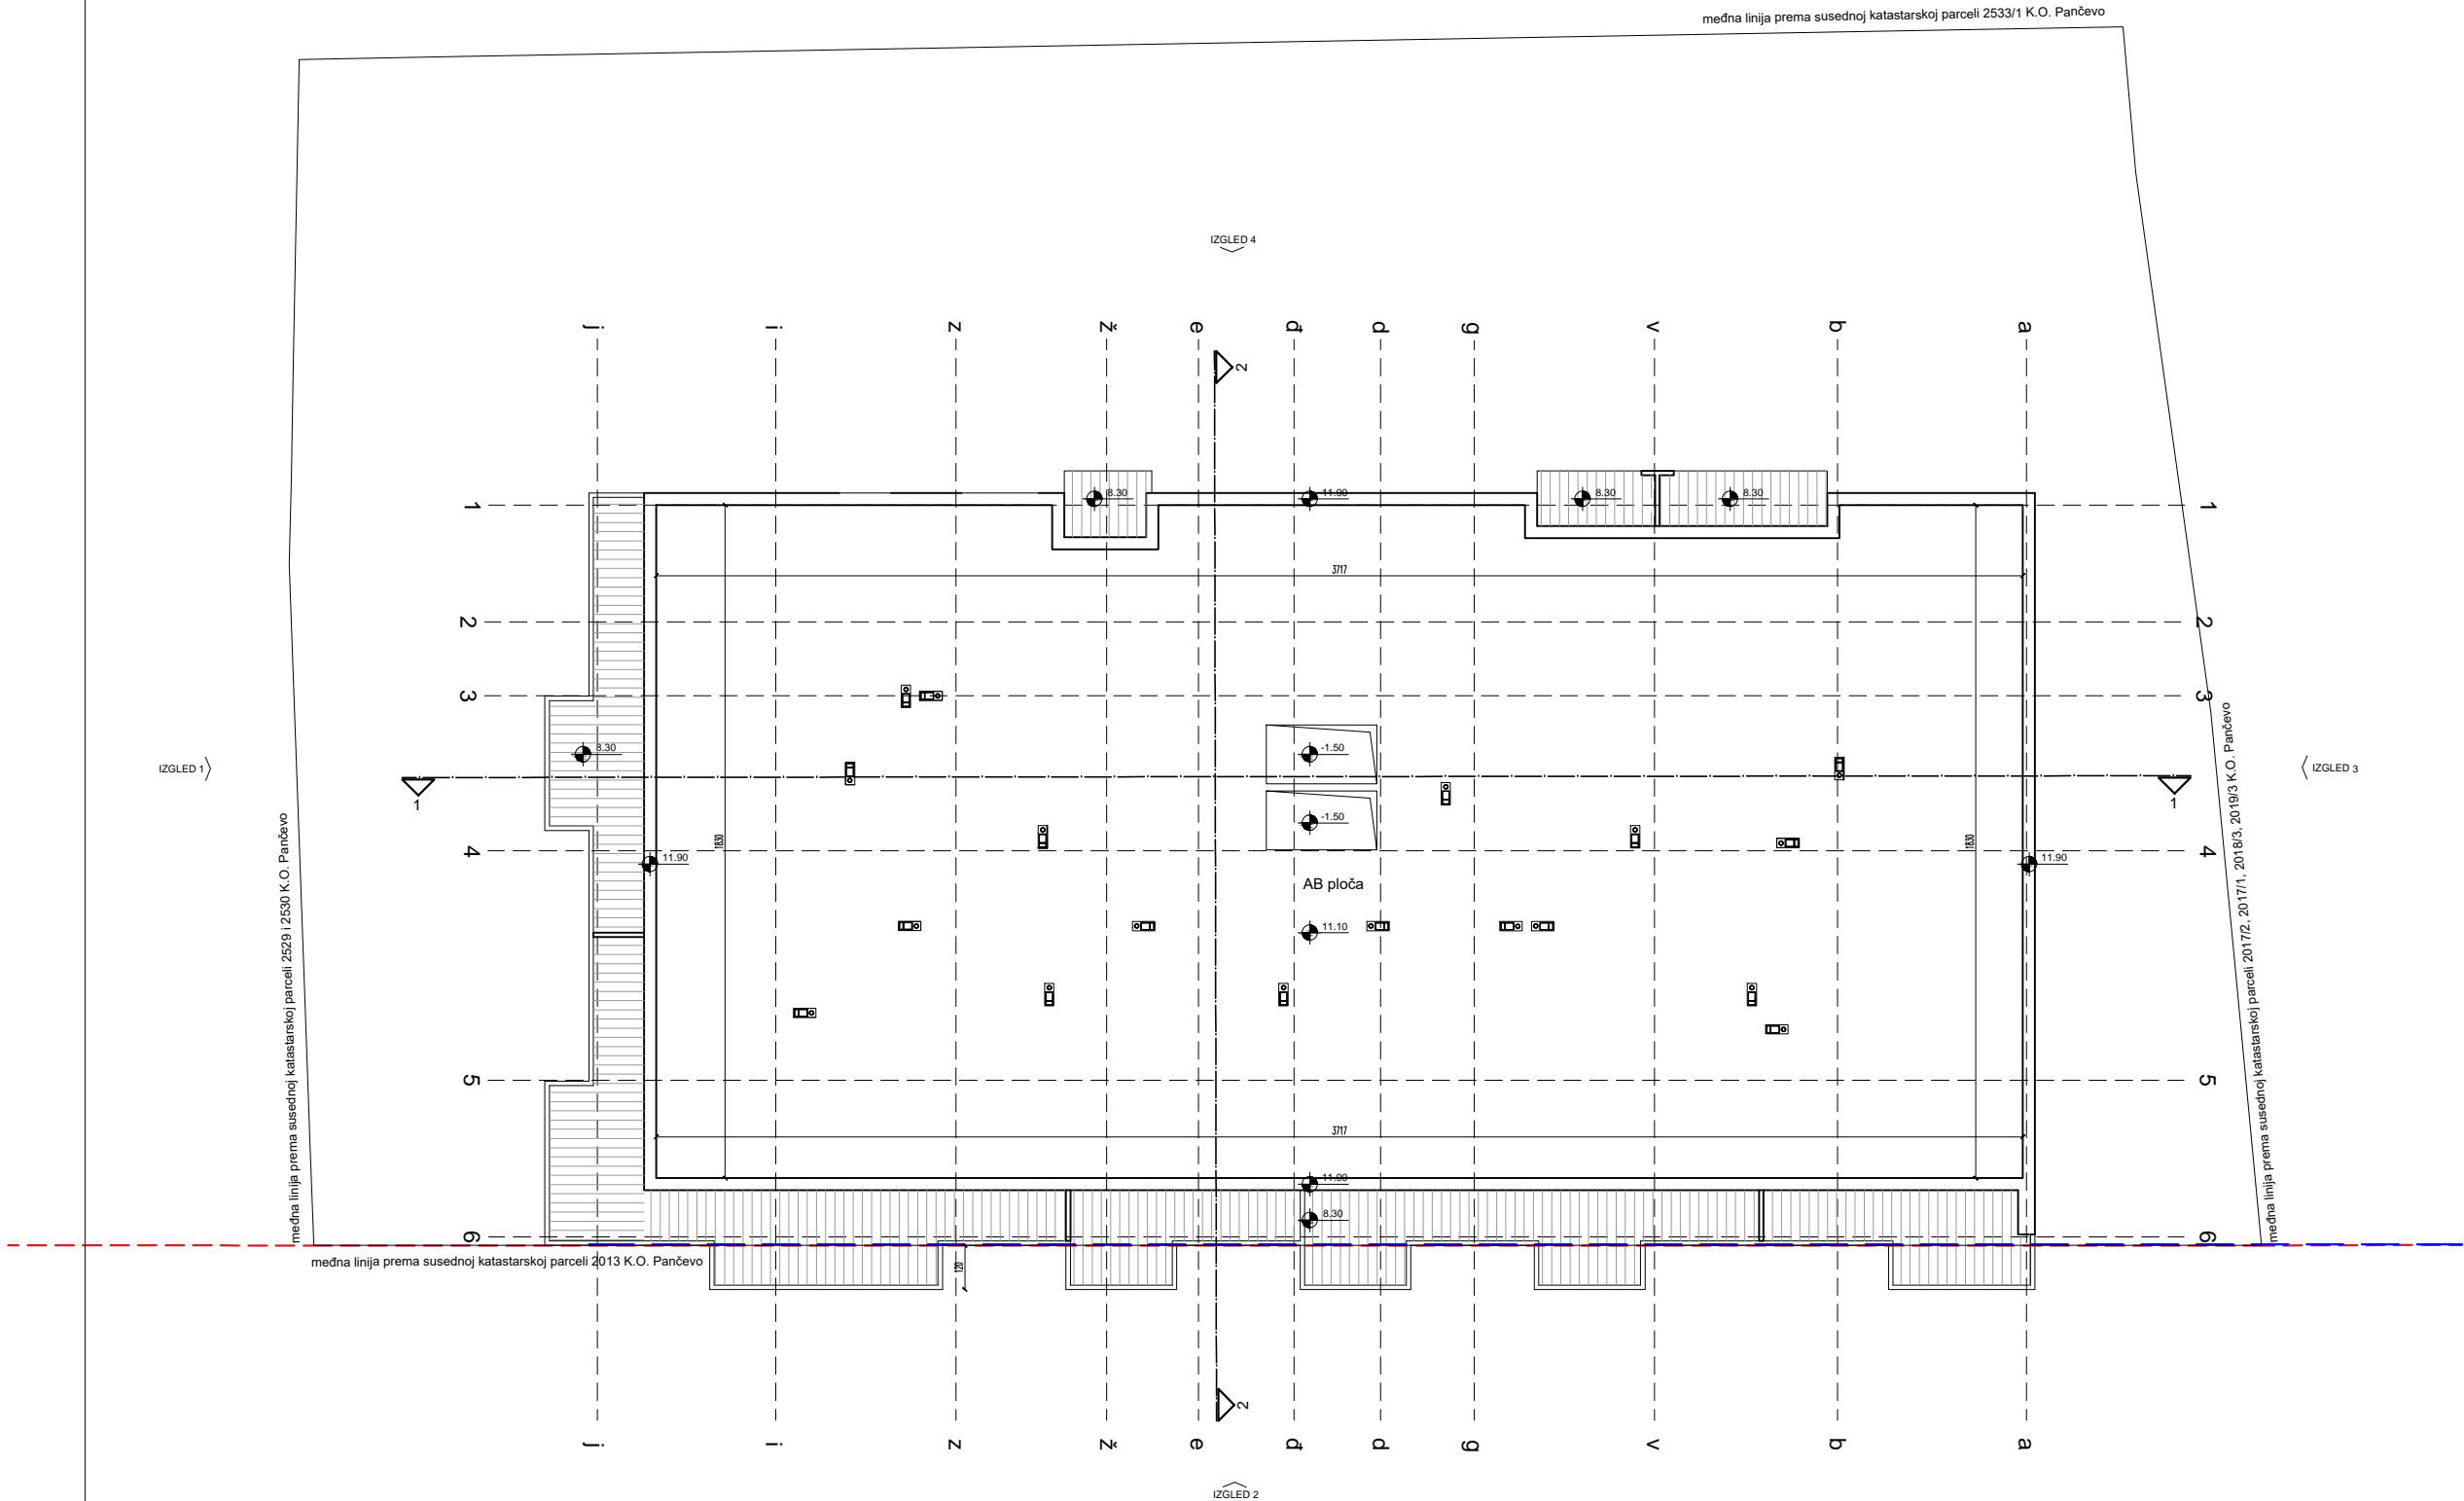 međna linija prema susednoj katastarskoj parceli 2533/1 K.O. Pančevo
IZGLED 4
j
i
z
ž
e
đ
d
g
v
b
a
2
8.30
11.90
8.30
8.30
1
1
3717
2
2
3
3
8.30
-1.50
IZGLED 1
IZGLED 3
1
1
-1.50
1830
1830
4
4
11.90
11.90
AB ploča
11.10
međna linija prema susednoj katastarskoj parceli 2529 i 2530 K.O. Pančevo
međna linija prema susednoj katastarskoj parceli 2017/2, 2017/1, 2018/3, 2019/3 K.O. Pančevo
5
5
3717
11.90
8.30
6
6
međna linija prema susednoj katastarskoj parceli 2013 K.O. Pančevo
120
2
j
i
z
ž
e
đ
d
g
v
b
a
IZGLED 2